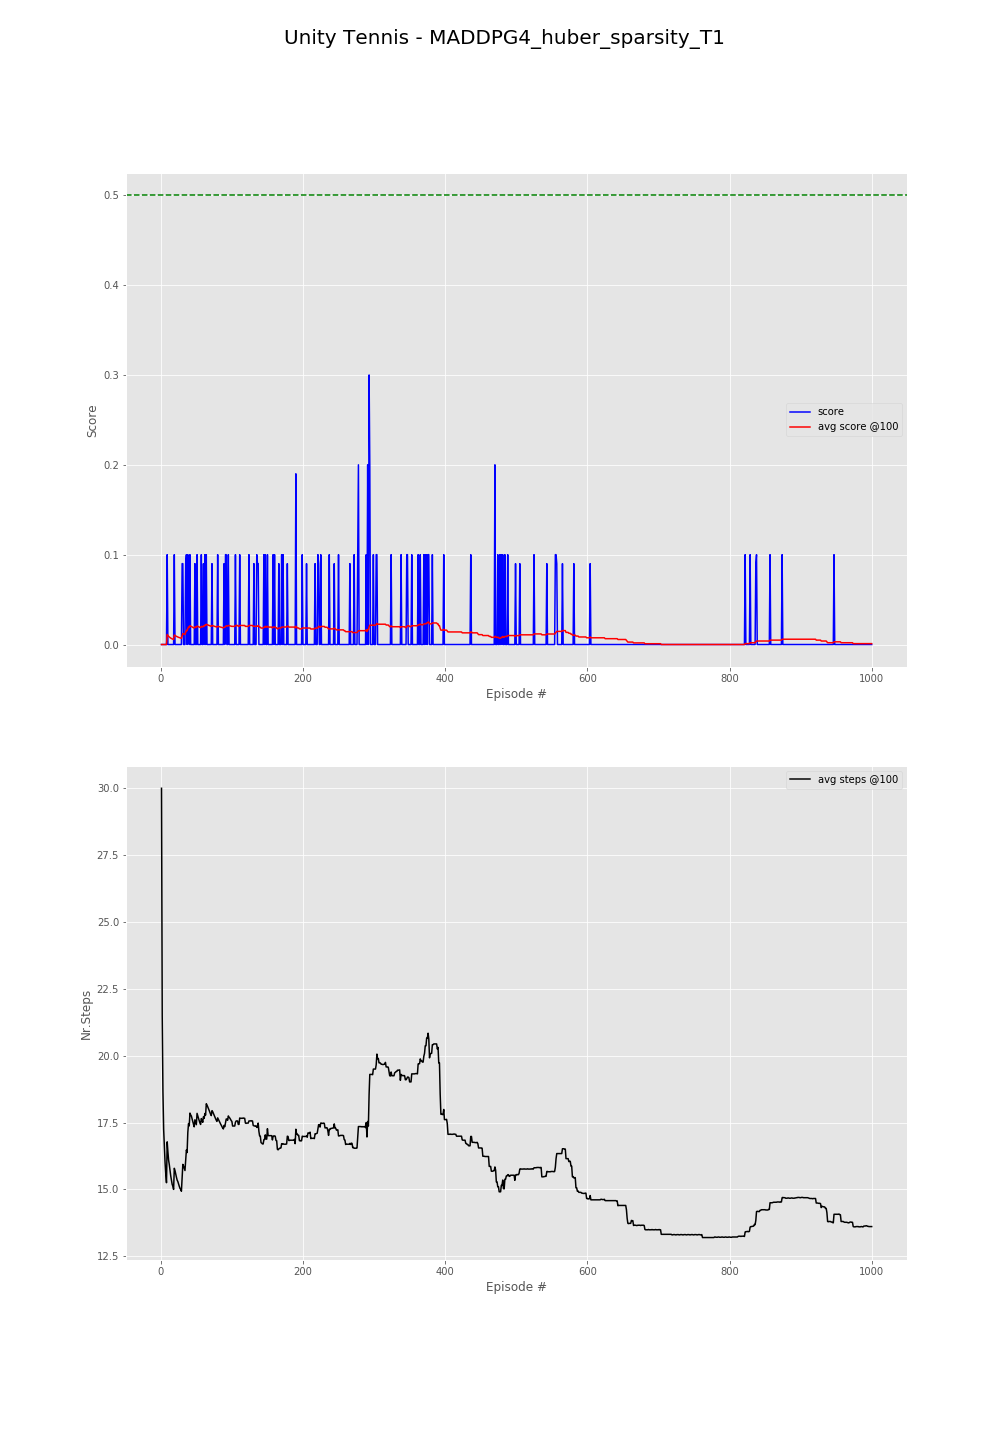 Unity Tennis - MADDPG4_huber_sparsity_T1
0.5
0.4
0.3
0.2
0.1
0.0
Score
score
avg score @100
0 200 400 600 800 1000
Episode #
avg steps @100
30.0
27.5
25.0
22.5
20.0
17.5
15.0
12.5
Nr.Steps
0 200 400 600 800 1000
Episode #